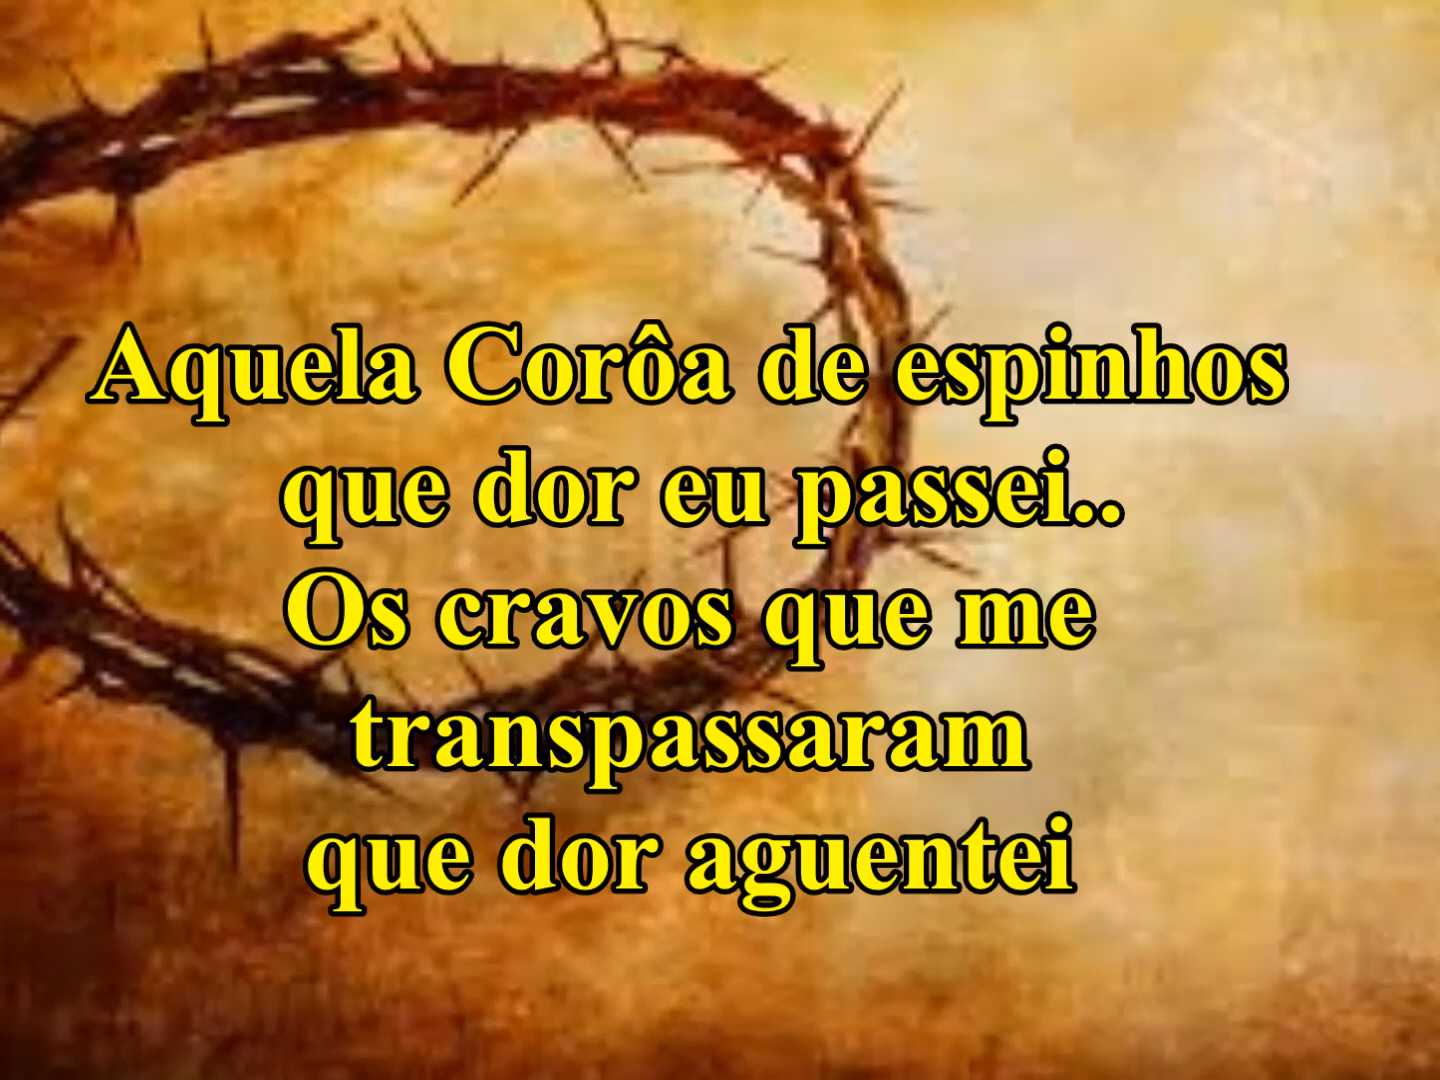 Aquela Corôa de espinhos
que dor eu passei..
Os cravos que me
transpassaram
que dor aguentei